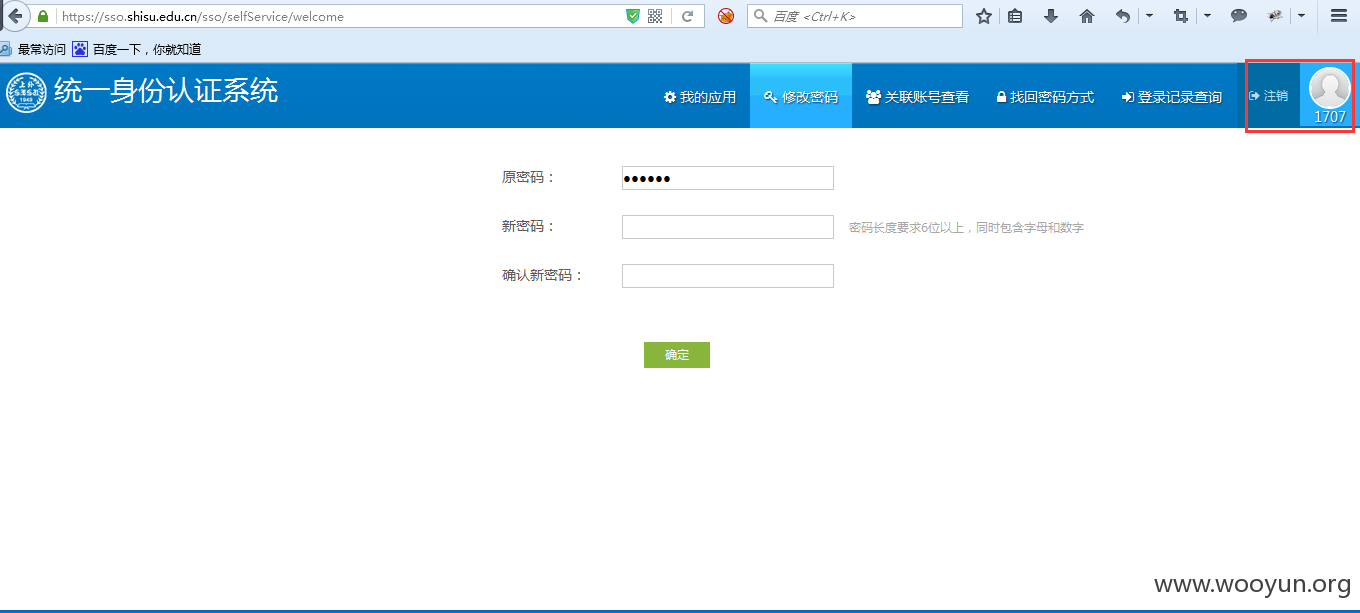 https://sso.shisu.edu.cn/sso/selfService/welcome
百度 <Ctrl+K>
最常访问 百度一下，你就知道
统一身份认证系统
我的应用 修改密码 关联账号查看 找回密码方式 登录记录查询 注销
1707
原密码：
新密码： 密码长度要求6位以上，同时包含字母和数字
确认新密码：
确定
www.wooyun.org